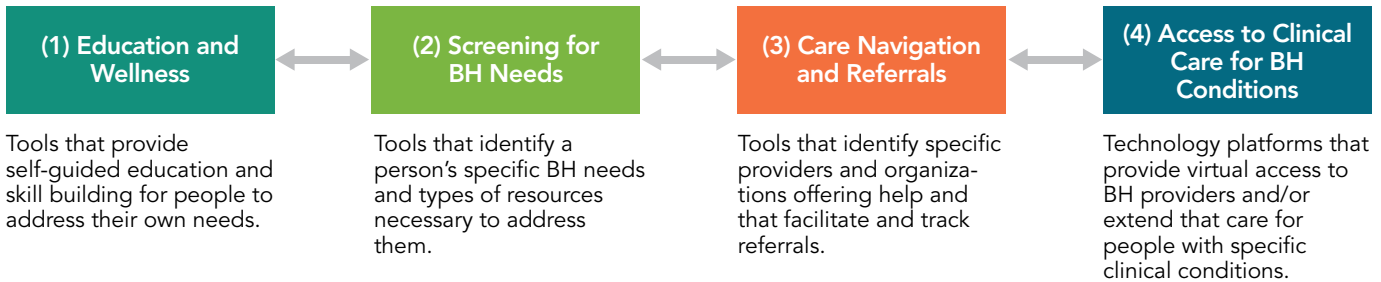 (1) Education and
Wellness
(2) Screening for
BH Needs
(3) Care Navigation
and Referrals
(4) Access to Clinical
Care for BH
Conditions
Tools that provide
self-guided education and
skill building for people to
address their own needs.
Tools that identify a
person’s specific BH needs
and types of resources
necessary to address
them.
Tools that identify specific
providers and organiza-
tions offering help and
that facilitate and track
referrals.
Technology platforms that
provide virtual access to
BH providers and/or
extend that care for
people with specific
clinical conditions.